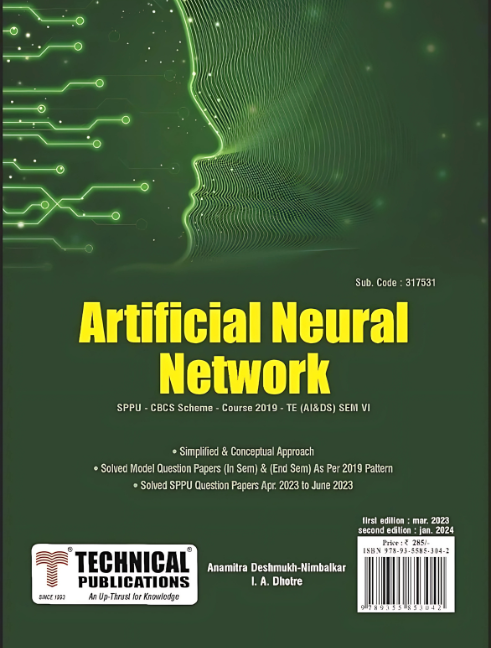 Sub. Code : 317531
Artificial Neural
Network
SPPU - CBCS Scheme - Course 2019 - TE (AI&DS) SEM VI
• Simplified & Conceptual Approach
• Solved Model Question Papers (In Sem) & (End Sem) As Per 2019 Pattern
• Solved SPPU Question Papers Apr. 2023 to June 2023
first edition : mar. 2023
second edition : jan. 2024
Price : ₹ 285/-
ISBN 978-93-5585-304-2
9 789355 853042
TECHNICAL®
PUBLICATIONS
SINCE 1993 An Up-Thrust for Knowledge
Anamitra Deshmukh-Nimbalkar
I. A. Dhotre